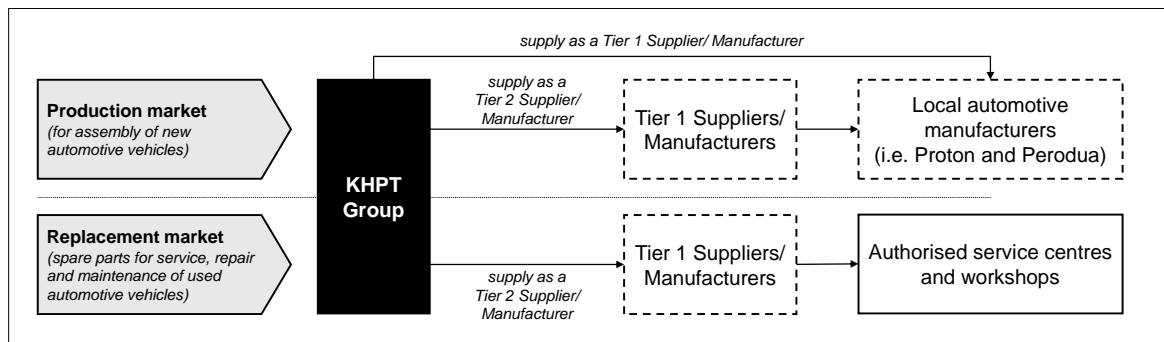 supply as a Tier 1 Supplier/ Manufacturer
Production market
(for assembly of new
automotive vehicles)
supply as a
Tier 2 Supplier/
Manufacturer
Tier 1 Suppliers/
Manufacturers
Local automotive
manufacturers
(i.e. Proton and Perodua)
KHPT
Group
Replacement market
(spare parts for service, repair
and maintenance of used
automotive vehicles)
supply as a
Tier 2 Supplier/
Manufacturer
Tier 1 Suppliers/
Manufacturers
Authorised service centres
and workshops